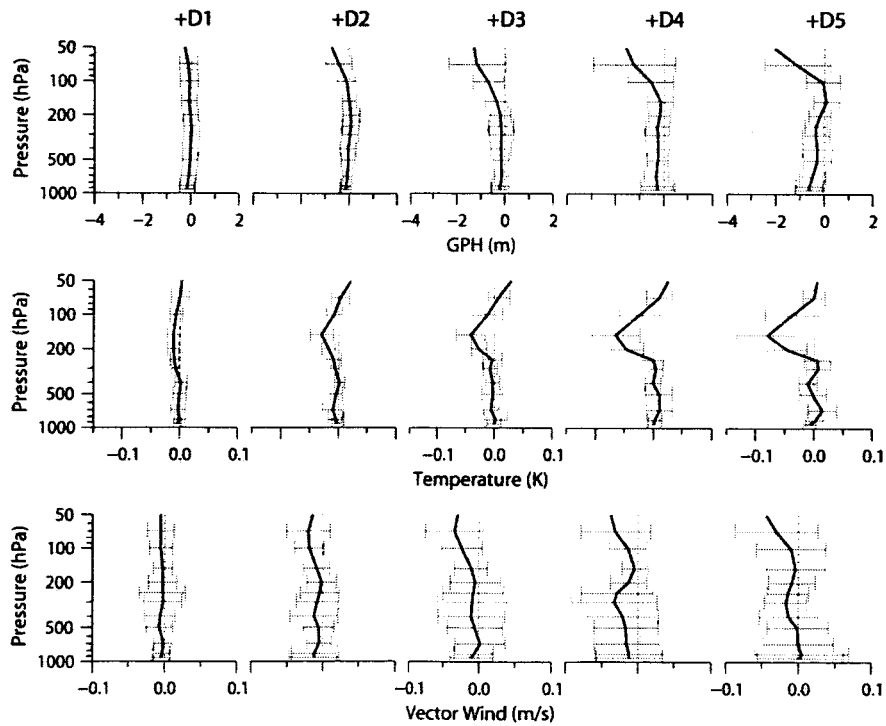 +D1 +D2 +D3 +D4 +D5
Pressure (hPa)
50
100
200
500
1000
−4 −2 0 2 −4 −2 0 2 −4 −2 0 2
GPH (m)
Pressure (hPa)
50
100
200
500
1000
−0.1 0.0 0.1 −0.1 0.0 0.1 −0.1 0.0 0.1
Temperature (K)
Pressure (hPa)
50
100
200
500
1000
−0.1 0.0 0.1 −0.1 0.0 0.1 −0.1 0.0 0.1
Vector Wind (m/s)